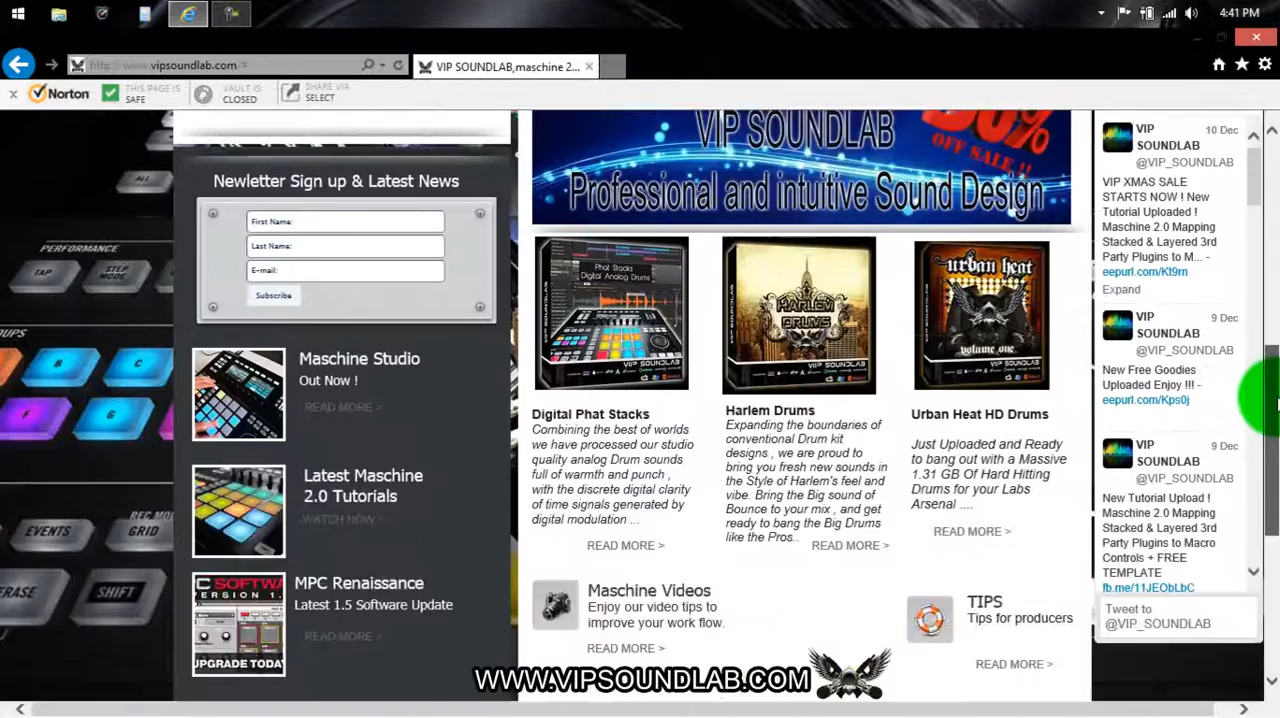 4:41 PM
http://www.vipsoundlab.com
VIP SOUNDLAB,maschine 2...
Norton
THIS PAGE IS
SAFE
VAULT IS
CLOSED
SHARE VIA
SELECT
ALL
PERFORMANCE
TAP
STEP
MODE
B
C
F
G
EVENTS
GRID
ERASE
SHIFT
Newletter Sign up & Latest News
First Name:
Last Name:
E-mail:
Subscribe
Maschine Studio
Out Now !
READ MORE >
Latest Maschine
2.0 Tutorials
WATCH NOW >
MPC Renaissance
Latest 1.5 Software Update
READ MORE >
UPGRADE TODAY
VIP SOUNDLAB
OFF SALE !!
Professional and intuitive Sound Design
Phat Stacks
Digital Analog Drums
VIP SOUNDLAB
HARLEM
DRUMS
VIP SOUNDLAB
urban heat
volume one
VIP SOUNDLAB
Digital Phat Stacks
Combining the best of worlds
we have processed our studio
quality analog Drum sounds
full of warmth and punch ,
with the discrete digital clarity
of time signals generated by
digital modulation ...
READ MORE >
Harlem Drums
Expanding the boundaries of
conventional Drum kit
designs , we are proud to
bring you fresh new sounds in
the Style of Harlem's feel and
vibe. Bring the Big sound of
Bounce to your mix , and get
ready to bang the Big Drums
like the Pros..
READ MORE >
Urban Heat HD Drums
Just Uploaded and Ready
to bang out with a Massive
1.31 GB Of Hard Hitting
Drums for your Labs
Arsenal ....
READ MORE >
Maschine Videos
Enjoy our video tips to
improve your work flow.
READ MORE >
TIPS
Tips for producers
READ MORE >
VIP
SOUNDLAB
10 Dec
@VIP_SOUNDLAB
VIP XMAS SALE
STARTS NOW ! New
Tutorial Uploaded !
Maschine 2.0 Mapping
Stacked & Layered 3rd
Party Plugins to M... -
eepurl.com/Kt9rn
Expand
VIP
SOUNDLAB
9 Dec
@VIP_SOUNDLAB
New Free Goodies
Uploaded Enjoy !!! -
eepurl.com/Kps0j
VIP
SOUNDLAB
9 Dec
@VIP_SOUNDLAB
New Tutorial Upload !
Maschine 2.0 Mapping
Stacked & Layered 3rd
Party Plugins to Macro
Controls + FREE
TEMPLATE
fb.me/11JEObLbC
Tweet to
@VIP_SOUNDLAB
WWW.VIPSOUNDLAB.COM